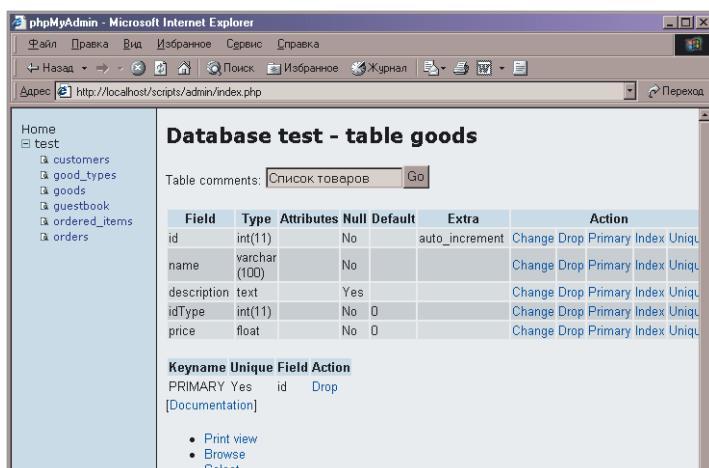 phpMyAdmin - Microsoft Internet Explorer
Файл Правка Вид Избранное Сервис Справка
Назад Поиск Избранное Журнал
Адрес http://localhost/scripts/admin/index.php Переход
Home
test
customers
good_types
goods
guestbook
ordered_items
orders
Database test - table goods
Table comments: Список товаров Go
Field Type Attributes Null Default Extra Action
id int(11) No auto_increment Change Drop Primary Index Uniqu
name varchar (100) No Change Drop Primary Index Uniqu
description text Yes Change Drop Primary Index Uniqu
idType int(11) No 0 Change Drop Primary Index Uniqu
price float No 0 Change Drop Primary Index Uniqu
Keyname Unique Field Action
PRIMARY Yes id Drop
[Documentation]
Print view
Browse